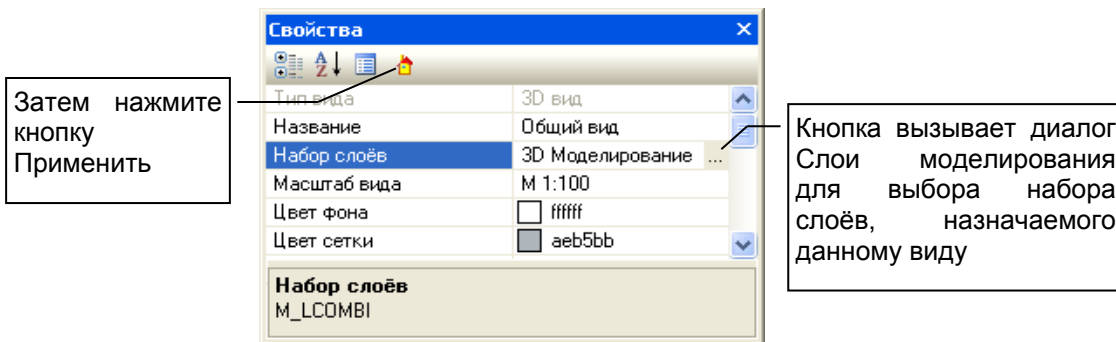 Свойства
Затем нажмите
кнопку
Применить
Тип вида 3D вид
Название Общий вид
Набор слоёв 3D Моделирование ...
Масштаб вида М 1:100
Цвет фона ffffff
Цвет сетки aeb5bb
Набор слоёв
M_LCOMBI
Кнопка вызывает диалог
Слои моделирования
для выбора набора
слоёв, назначаемого
данному виду